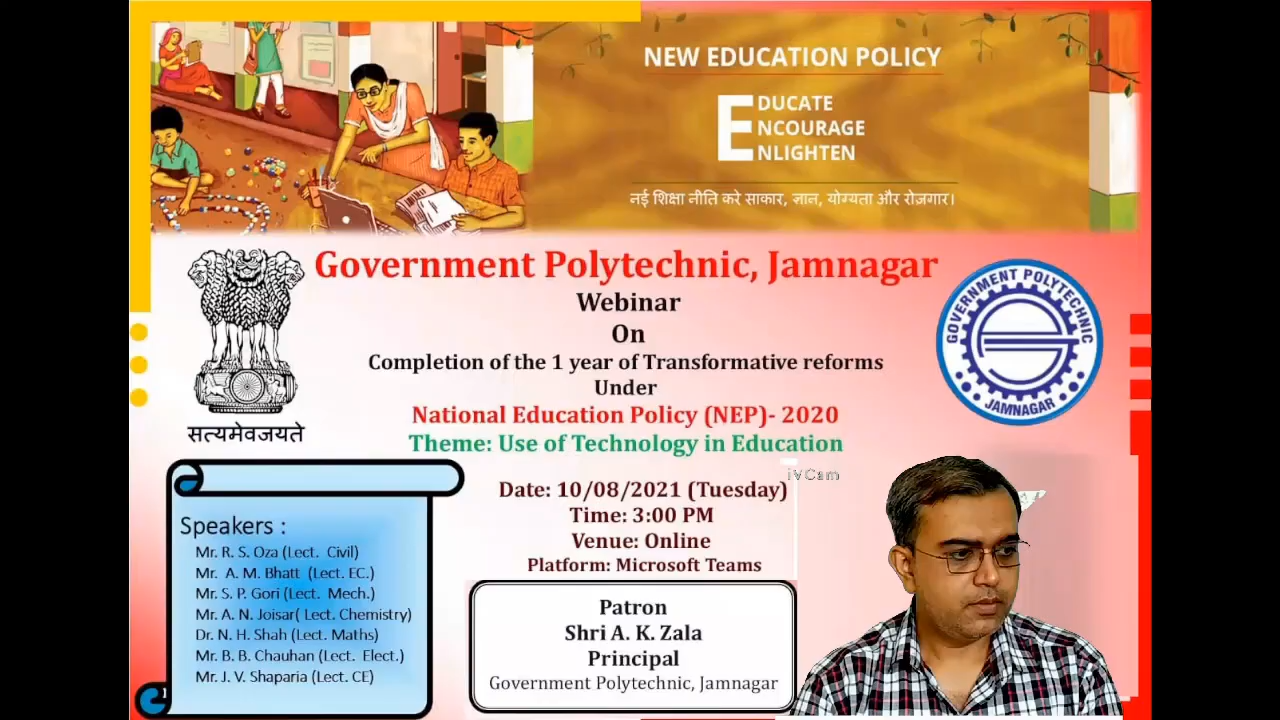 NEW EDUCATION POLICY
EDUCATE
ENCOURAGE
ENLIGHTEN
नई शिक्षा नीति करे साकार, ज्ञान, योग्यता और रोज़गार।
Government Polytechnic, Jamnagar
Webinar
On
Completion of the 1 year of Transformative reforms
Under
National Education Policy (NEP)- 2020
Theme: Use of Technology in Education
सत्यमेवजयते
GOVERNMENT POLYTECHNIC
JAMNAGAR
iVCam
Date: 10/08/2021 (Tuesday)
Time: 3:00 PM
Venue: Online
Platform: Microsoft Teams
Speakers :
Mr. R. S. Oza (Lect. Civil)
Mr. A. M. Bhatt (Lect. EC.)
Mr. S. P. Gori (Lect. Mech.)
Mr. A. N. Joisar( Lect. Chemistry)
Dr. N. H. Shah (Lect. Maths)
Mr. B. B. Chauhan (Lect. Elect.)
Mr. J. V. Shaparia (Lect. CE)
Patron
Shri A. K. Zala
Principal
Government Polytechnic, Jamnagar